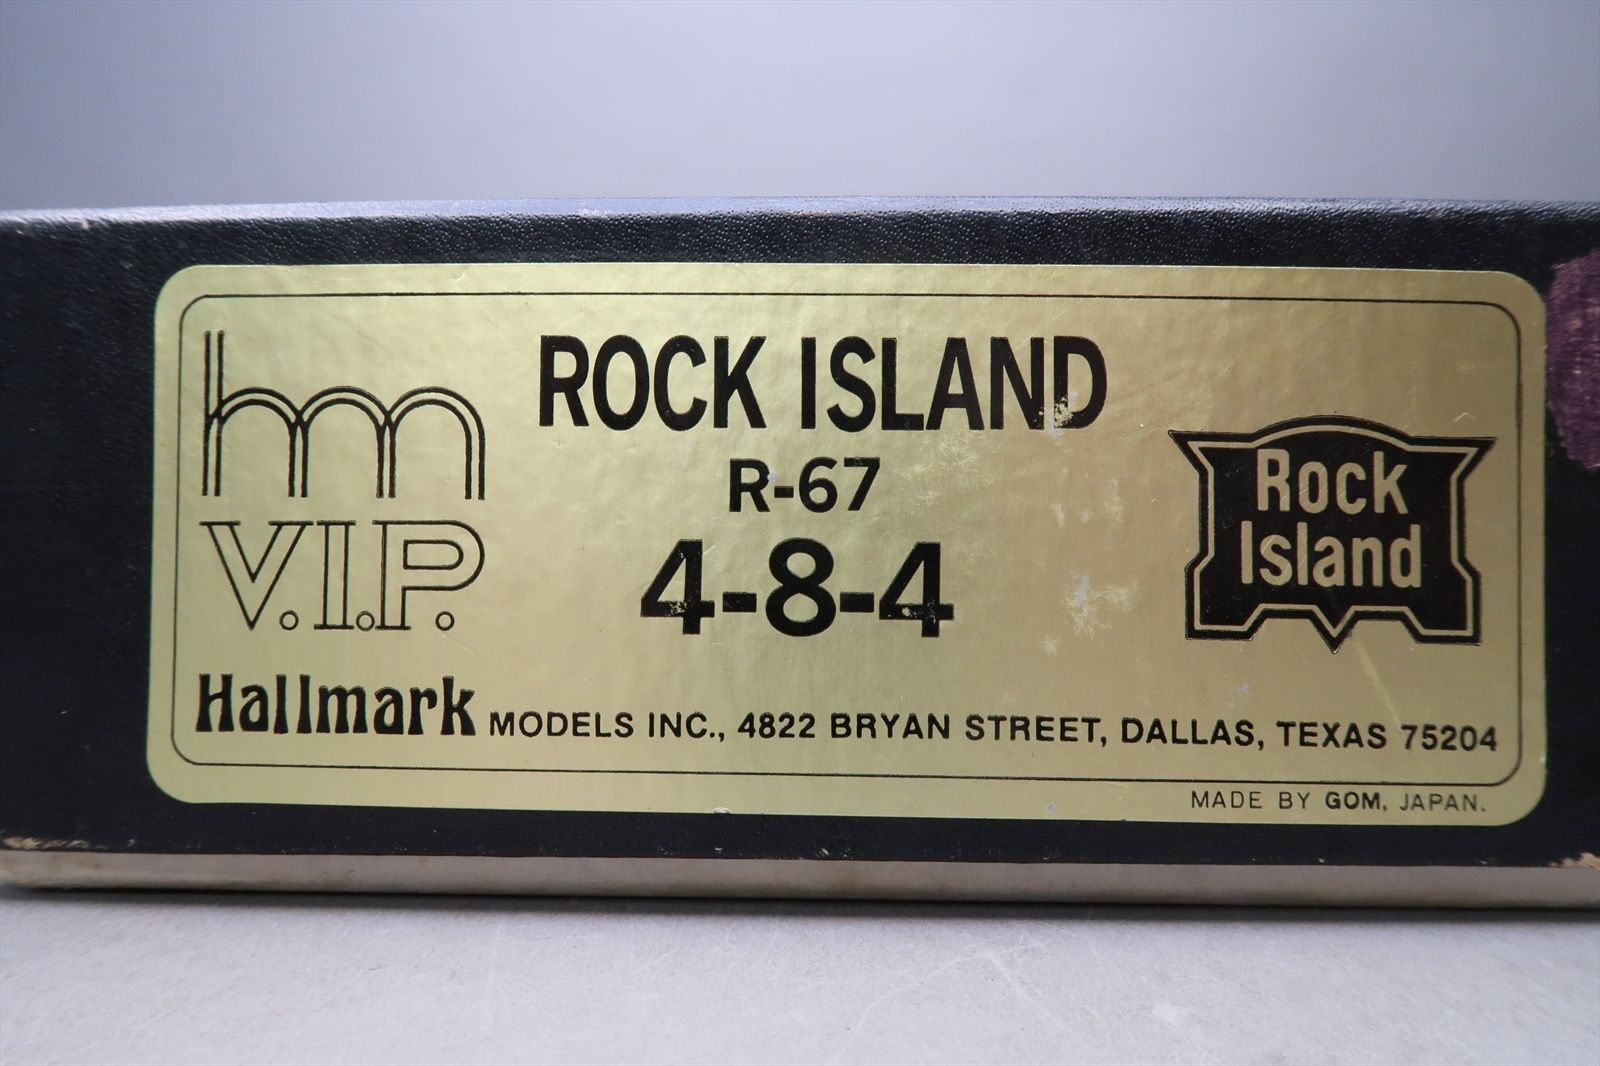 hm
V.I.P.
ROCK ISLAND
R-67
4-8-4
Rock
Island
Hallmark MODELS INC., 4822 BRYAN STREET, DALLAS, TEXAS 75204
MADE BY GOM, JAPAN.